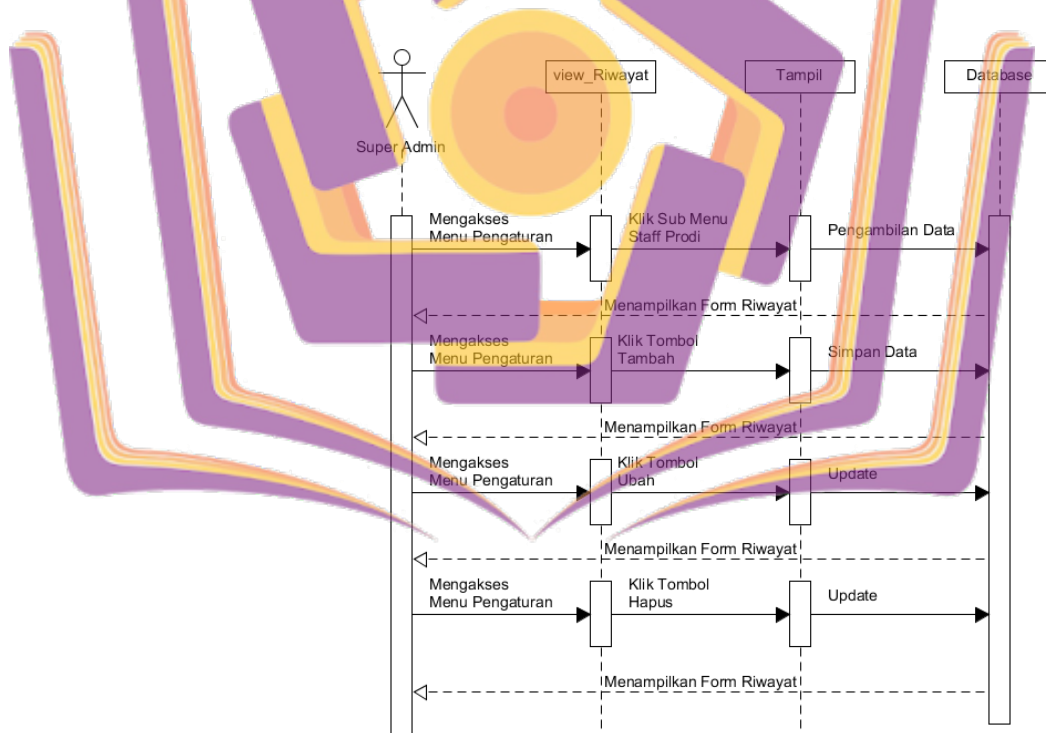 view_Riwayat
Tampil
Database
Super Admin
Mengakses
Menu Pengaturan
Klik Sub Menu
Staff Prodi
Pengambilan Data
Menampilkan Form Riwayat
Mengakses
Menu Pengaturan
Klik Tombol
Tambah
Simpan Data
Menampilkan Form Riwayat
Mengakses
Menu Pengaturan
Klik Tombol
Ubah
Update
Menampilkan Form Riwayat
Mengakses
Menu Pengaturan
Klik Tombol
Hapus
Update
Menampilkan Form Riwayat